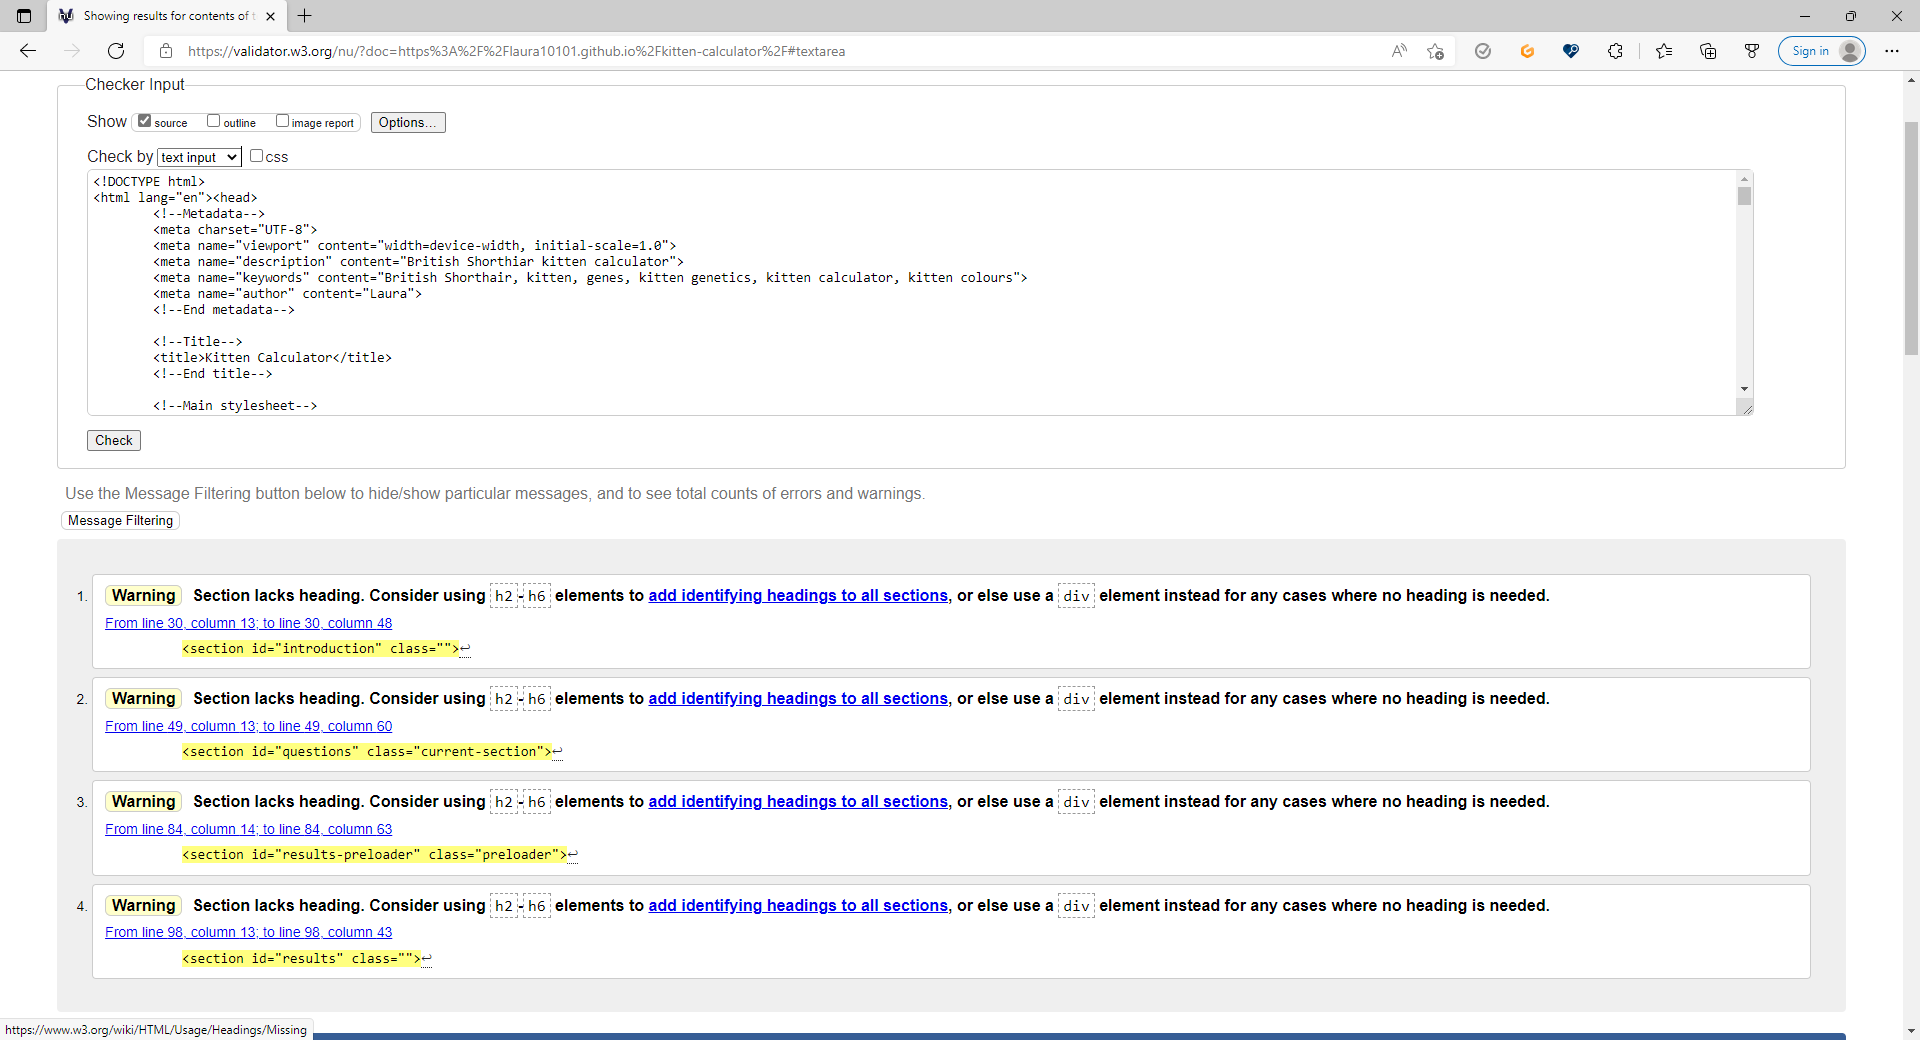 Showing results for contents of t
https://validator.w3.org/nu/?doc=https%3A%2F%2Flaura10101.github.io%2Fkitten-calculator%2F#textarea
Sign in
Checker Input
Show source outline image report Options...
Check by text input css
<!DOCTYPE html>
<html lang="en"><head>
<!--Metadata-->
<meta charset="UTF-8">
<meta name="viewport" content="width=device-width, initial-scale=1.0">
<meta name="description" content="British Shorthiar kitten calculator">
<meta name="keywords" content="British Shorthair, kitten, genes, kitten genetics, kitten calculator, kitten colours">
<meta name="author" content="Laura">
<!--End metadata-->
<!--Title-->
<title>Kitten Calculator</title>
<!--End title-->
<!--Main stylesheet-->
Check
Use the Message Filtering button below to hide/show particular messages, and to see total counts of errors and warnings.
Message Filtering
1. Warning Section lacks heading. Consider using h2-h6 elements to add identifying headings to all sections, or else use a div element instead for any cases where no heading is needed.
From line 30, column 13; to line 30, column 48
<section id="introduction" class="">↩
2. Warning Section lacks heading. Consider using h2-h6 elements to add identifying headings to all sections, or else use a div element instead for any cases where no heading is needed.
From line 49, column 13; to line 49, column 60
<section id="questions" class="current-section">↩
3. Warning Section lacks heading. Consider using h2-h6 elements to add identifying headings to all sections, or else use a div element instead for any cases where no heading is needed.
From line 84, column 14; to line 84, column 63
<section id="results-preloader" class="preloader">↩
4. Warning Section lacks heading. Consider using h2-h6 elements to add identifying headings to all sections, or else use a div element instead for any cases where no heading is needed.
From line 98, column 13; to line 98, column 43
<section id="results" class="">↩
https://www.w3.org/wiki/HTML/Usage/Headings/Missing